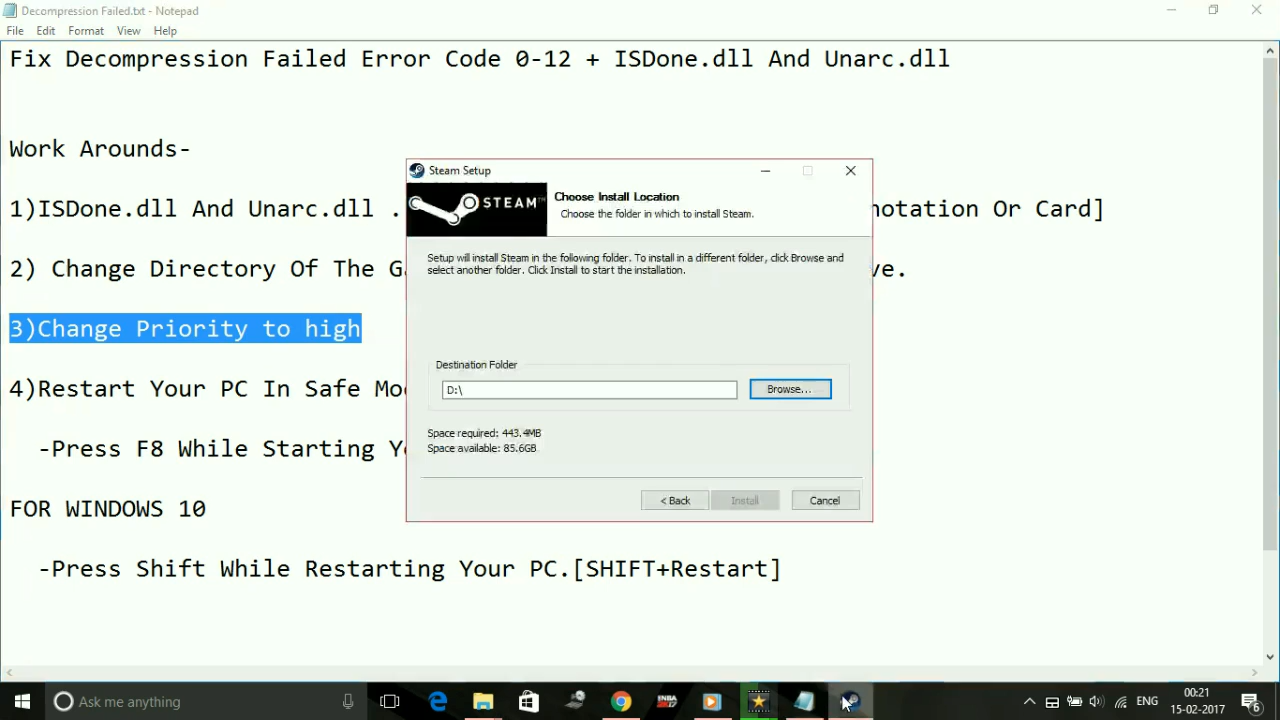 Decompression Failed.txt - Notepad
File Edit Format View Help
Fix Decompression Failed Error Code 0-12 + ISDone.dll And Unarc.dll
Work Arounds-
1)ISDone.dll And Unarc.dll . notation Or Card]
2) Change Directory Of The Ga ve.
3)Change Priority to high
4)Restart Your PC In Safe Mo
-Press F8 While Starting Yo
FOR WINDOWS 10
-Press Shift While Restarting Your PC.[SHIFT+Restart]
Steam Setup
STEAM™
Choose Install Location
Choose the folder in which to install Steam.
Setup will install Steam in the following folder. To install in a different folder, click Browse and
select another folder. Click Install to start the installation.
Destination Folder
D:\
Browse...
Space required: 443.4MB
Space available: 85.6GB
< Back Install Cancel
Ask me anything
ENG
00:21
15-02-2017
6